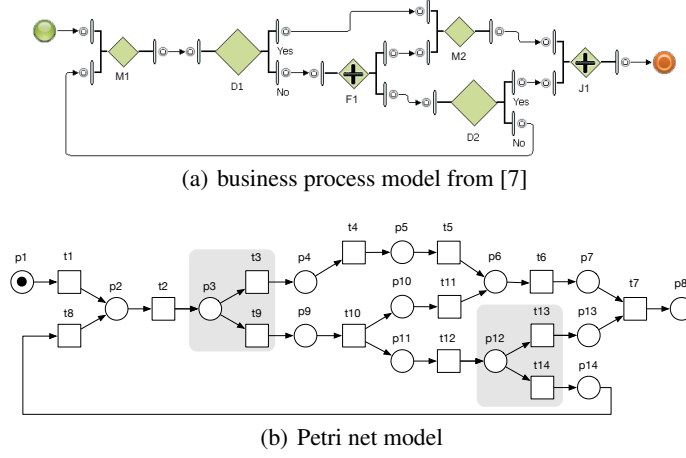 Yes
M1
M2
No
D1
F1
Yes
J1
D2
No
(a) business process model from [7]
t4 p5 t5
p1 t1 t3 p4 p6 t6 p7
p2 t2 p3 p10 t11 t7 p8
t8 t9 p9 t10 t13 p13
p11 t12 p12
t14 p14
(b) Petri net model